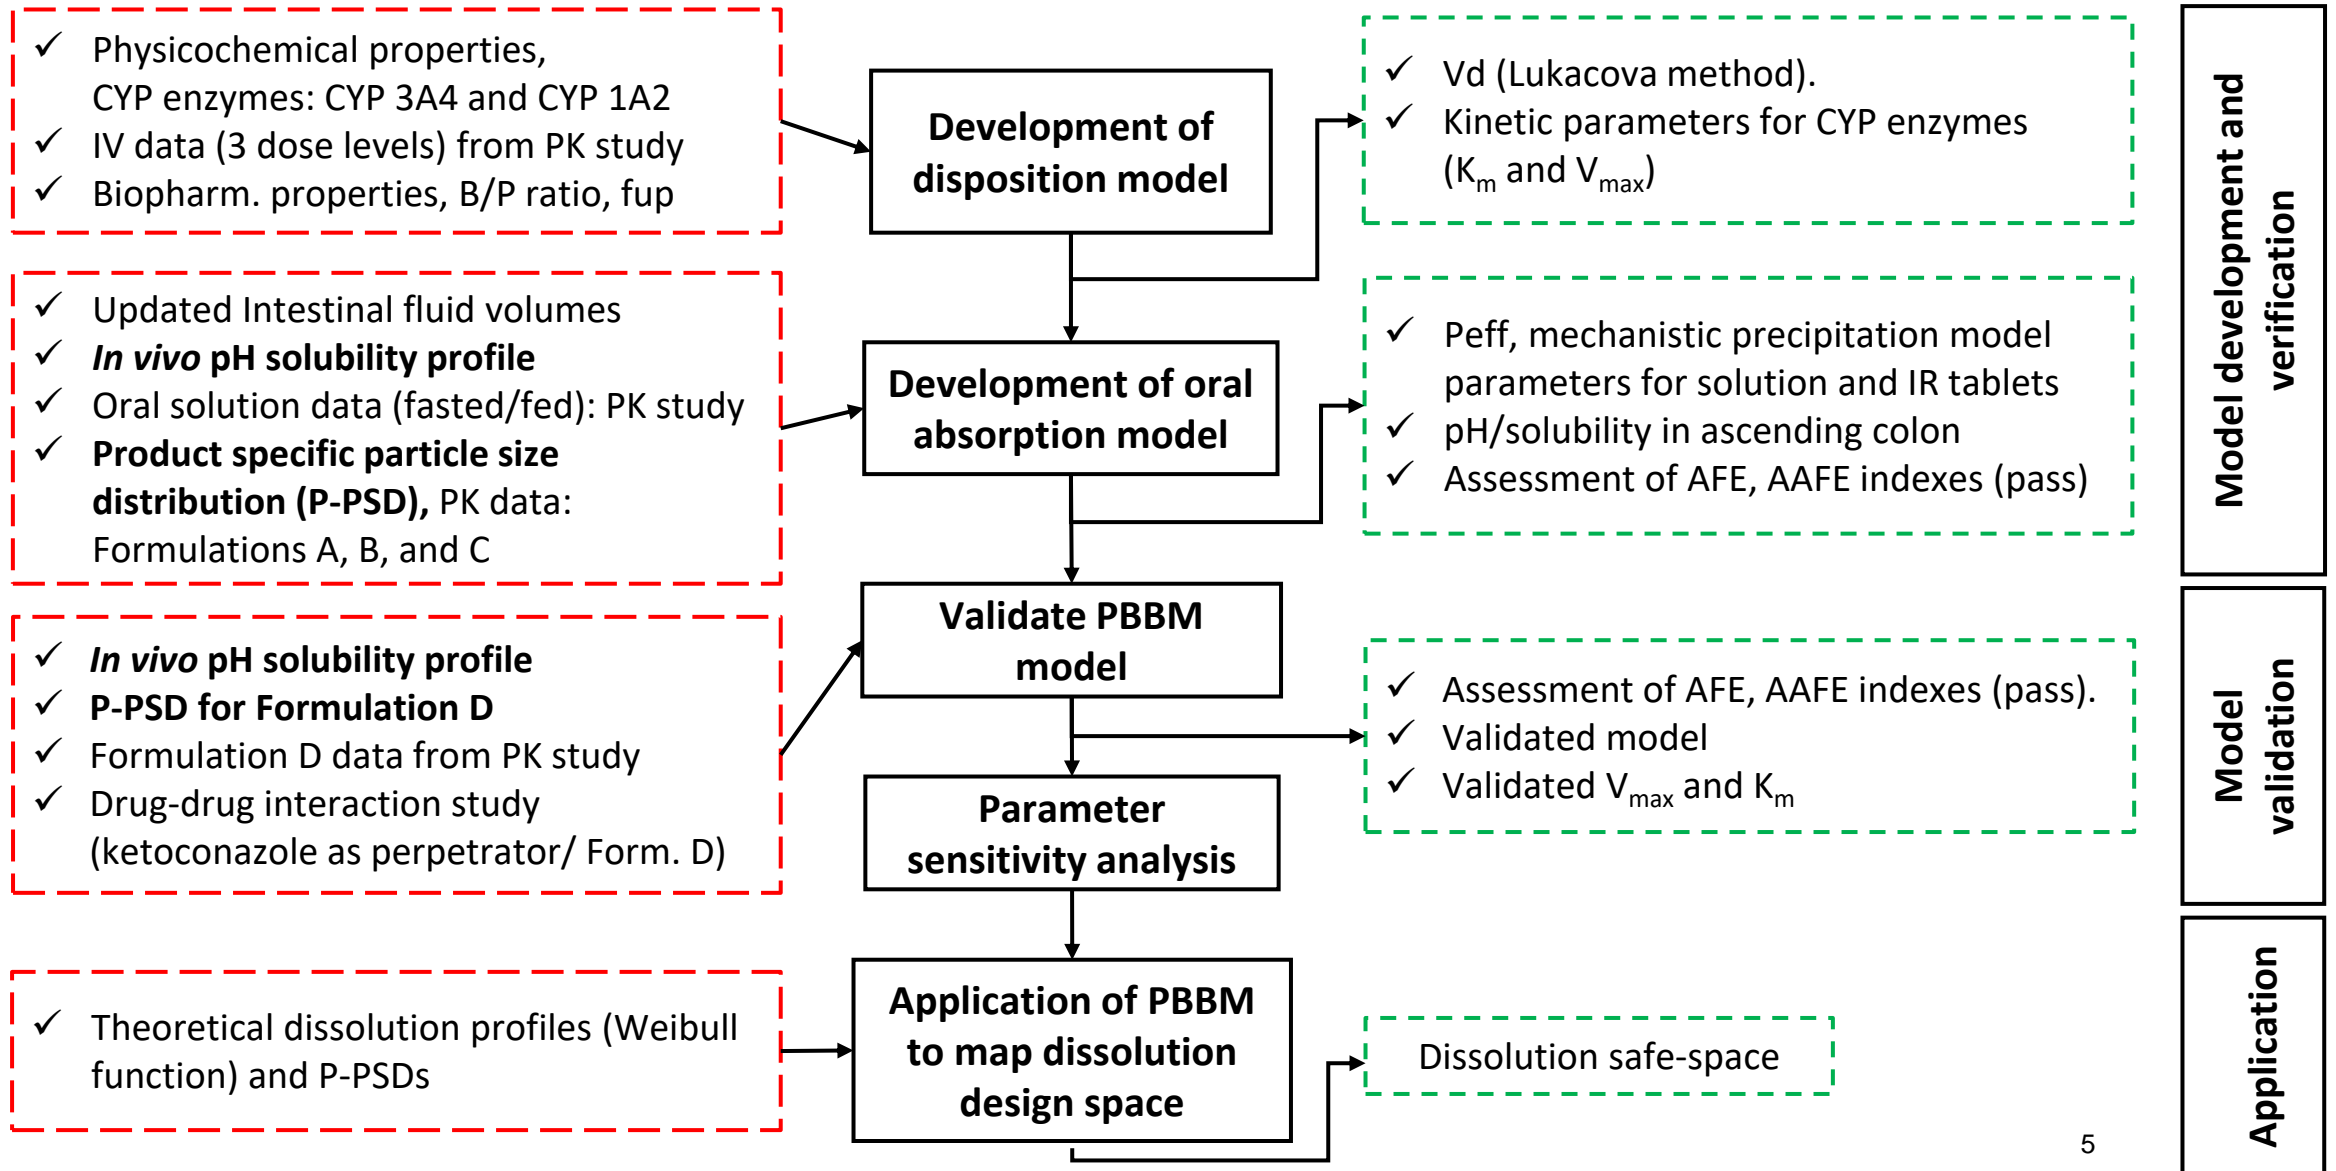 ✓ Physicochemical properties,
CYP enzymes: CYP 3A4 and CYP 1A2
✓ IV data (3 dose levels) from PK study
✓ Biopharm. properties, B/P ratio, fup
Development of
disposition model
✓ Vd (Lukacova method).
✓ Kinetic parameters for CYP enzymes
(Km and Vmax)
✓ Updated Intestinal fluid volumes
✓ In vivo pH solubility profile
✓ Oral solution data (fasted/fed): PK study
✓ Product specific particle size
distribution (P-PSD), PK data:
Formulations A, B, and C
Development of oral
absorption model
✓ Peff, mechanistic precipitation model
parameters for solution and IR tablets
✓ pH/solubility in ascending colon
✓ Assessment of AFE, AAFE indexes (pass)
Model development and
verification
✓ In vivo pH solubility profile
✓ P-PSD for Formulation D
✓ Formulation D data from PK study
✓ Drug-drug interaction study
(ketoconazole as perpetrator/ Form. D)
Validate PBBM
model
✓ Assessment of AFE, AAFE indexes (pass).
✓ Validated model
✓ Validated Vmax and Km
Parameter
sensitivity analysis
Model
validation
✓ Theoretical dissolution profiles (Weibull
function) and P-PSDs
Application of PBBM
to map dissolution
design space
Dissolution safe-space
Application
5